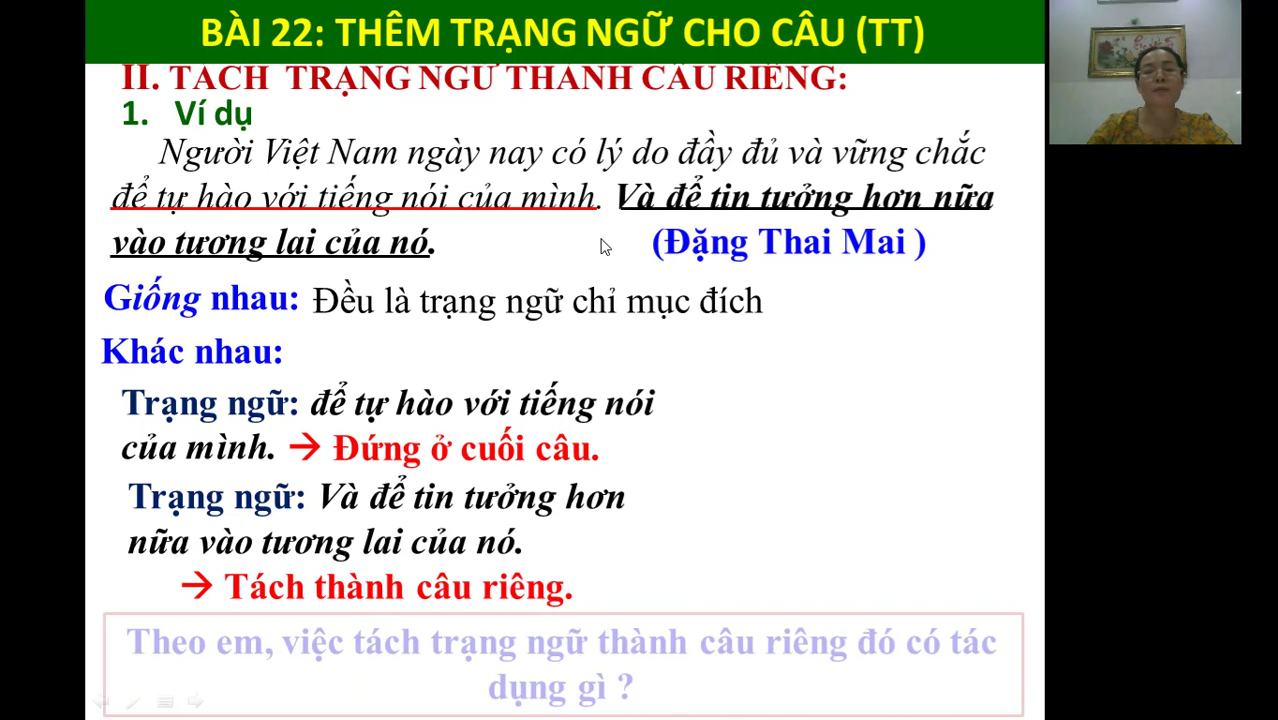 BÀI 22: THÊM TRẠNG NGỮ CHO CÂU (TT)
II. TÁCH TRẠNG NGỮ THÀNH CÂU RIÊNG:
1. Ví dụ
Người Việt Nam ngày nay có lý do đầy đủ và vững chắc
để tự hào với tiếng nói của mình. Và để tin tưởng hơn nữa
vào tương lai của nó. (Đặng Thai Mai )
Giống nhau: Đều là trạng ngữ chỉ mục đích
Khác nhau:
Trạng ngữ: để tự hào với tiếng nói
của mình. → Đứng ở cuối câu.
Trạng ngữ: Và để tin tưởng hơn
nữa vào tương lai của nó.
→ Tách thành câu riêng.
Theo em, việc tách trạng ngữ thành câu riêng đó có tác
dụng gì ?